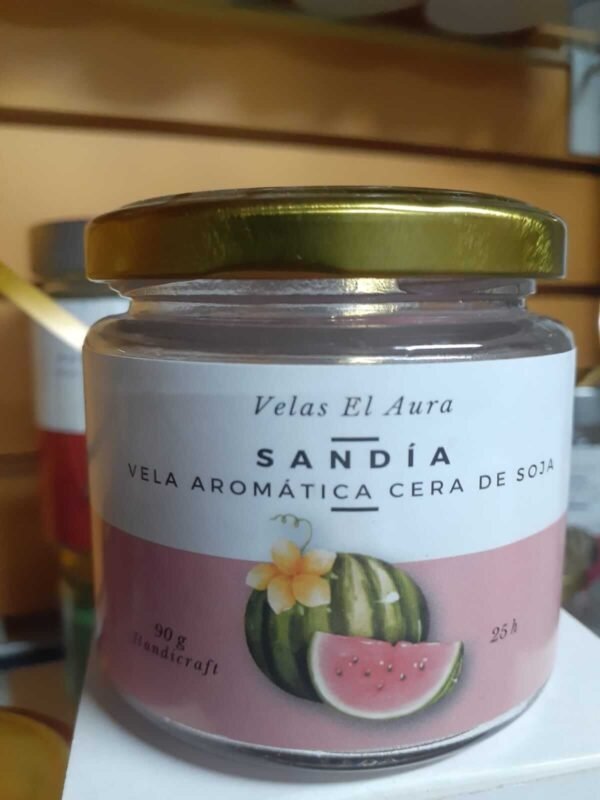 Velas El Aura
SANDÍA
VELA AROMÁTICA CERA DE SOJA
90 g
Handicraft
25 h